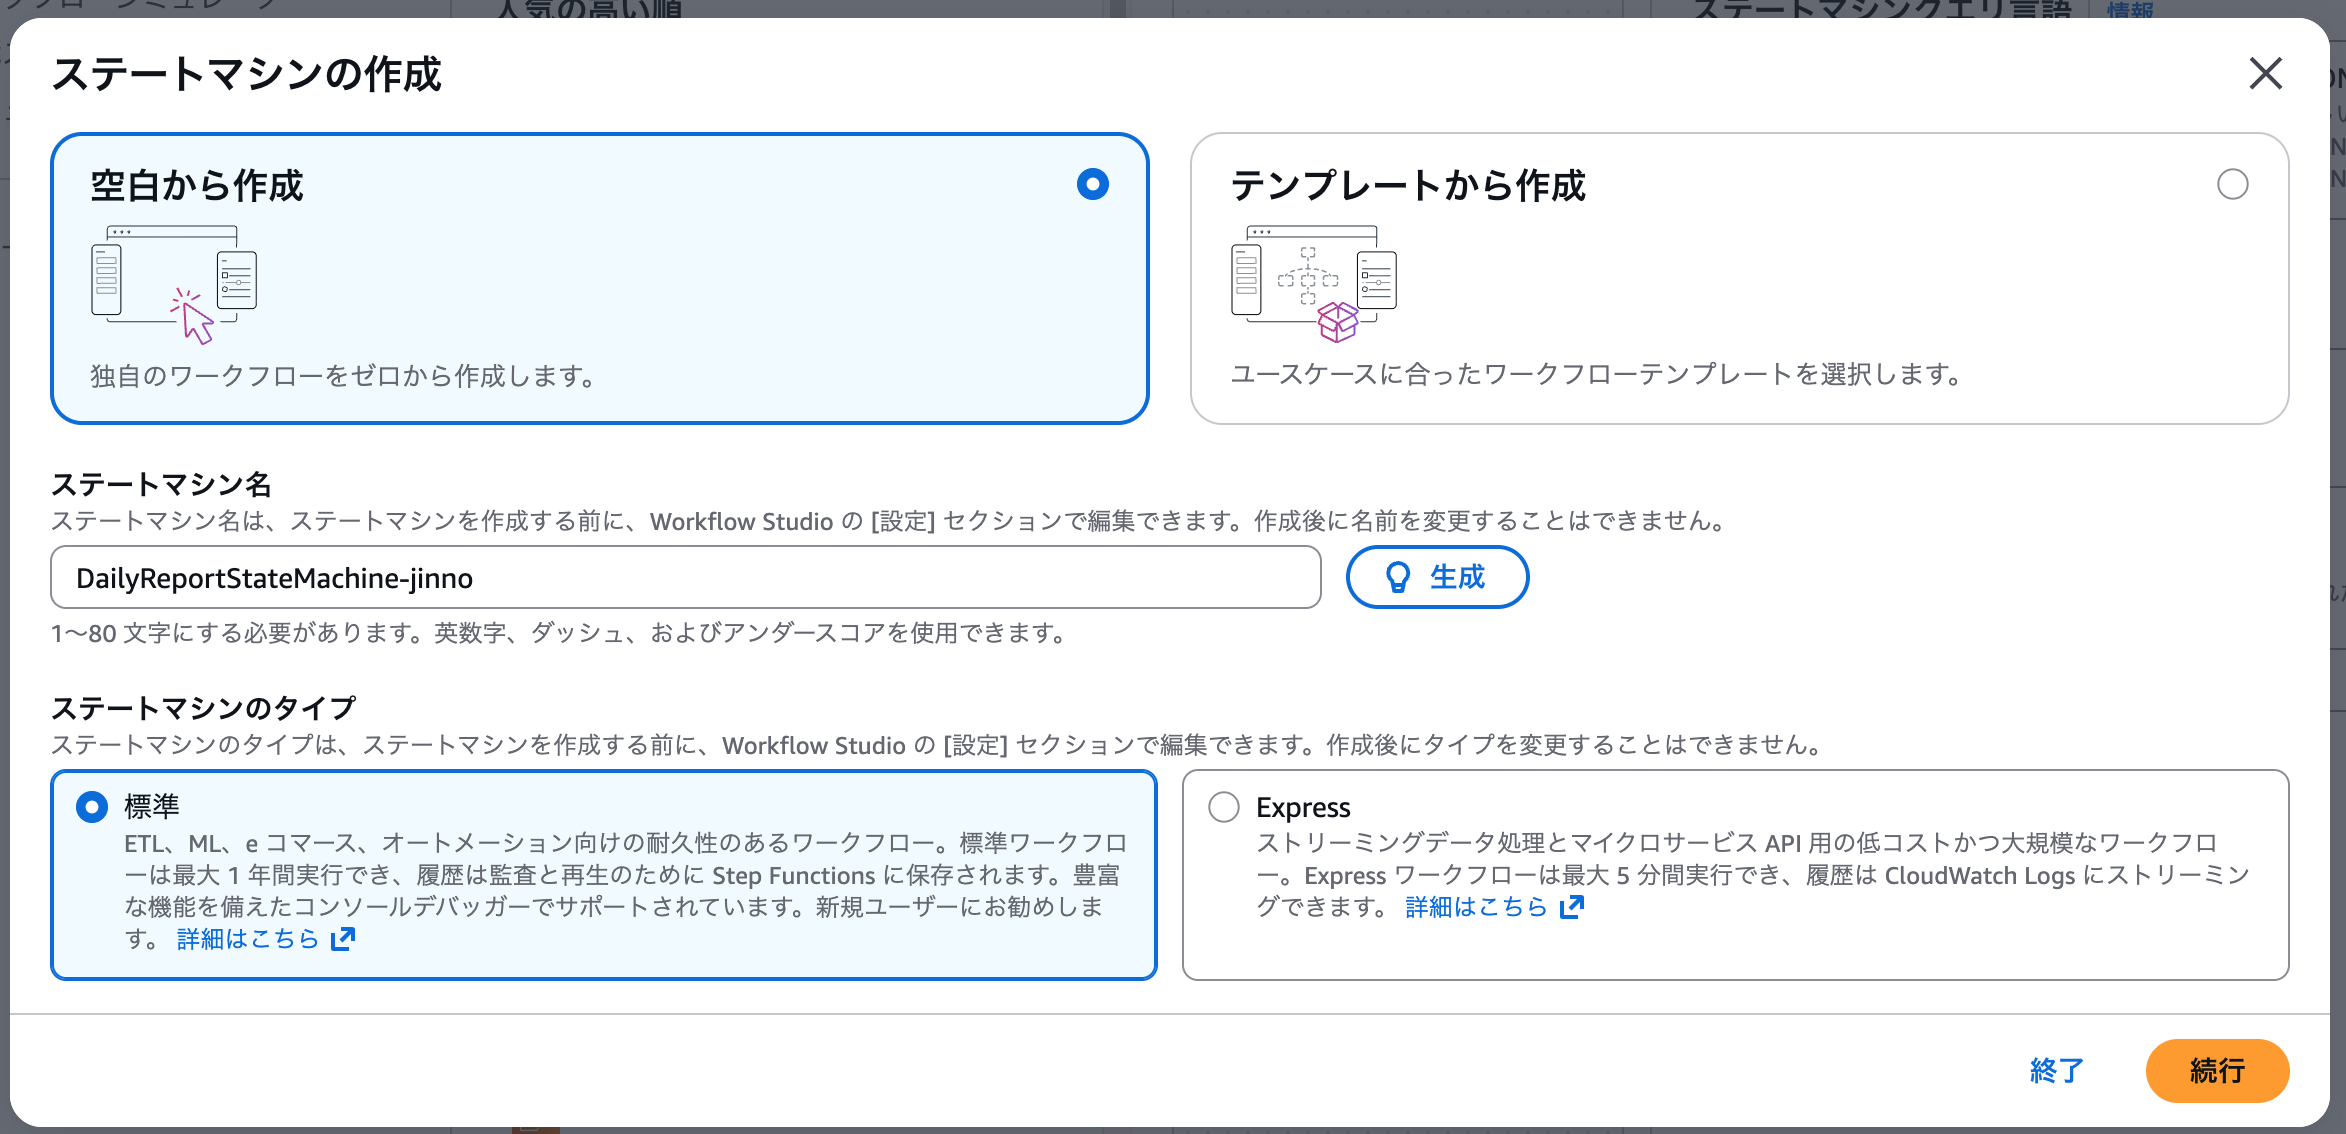 人気の高い順
ステートマシンクエリ言語
情報
ステートマシンの作成
空白から作成
独自のワークフローをゼロから作成します。
テンプレートから作成
ユースケースに合ったワークフローテンプレートを選択します。
ステートマシン名
ステートマシン名は、ステートマシンを作成する前に、Workflow Studio の [設定] セクションで編集できます。作成後に名前を変更することはできません。
DailyReportStateMachine-jinno
生成
1～80 文字にする必要があります。英数字、ダッシュ、およびアンダースコアを使用できます。
ステートマシンのタイプ
ステートマシンのタイプは、ステートマシンを作成する前に、Workflow Studio の [設定] セクションで編集できます。作成後にタイプを変更することはできません。
標準
ETL、ML、e コマース、オートメーション向けの耐久性のあるワークフロー。標準ワークフロ
ーは最大 1 年間実行でき、履歴は監査と再生のために Step Functions に保存されます。豊富
な機能を備えたコンソールデバッガーでサポートされています。新規ユーザーにお勧めしま
す。 詳細はこちら
Express
ストリーミングデータ処理とマイクロサービス API 用の低コストかつ大規模なワークフロ
ー。Express ワークフローは最大 5 分間実行でき、履歴は CloudWatch Logs にストリーミン
グできます。 詳細はこちら
終了
続行